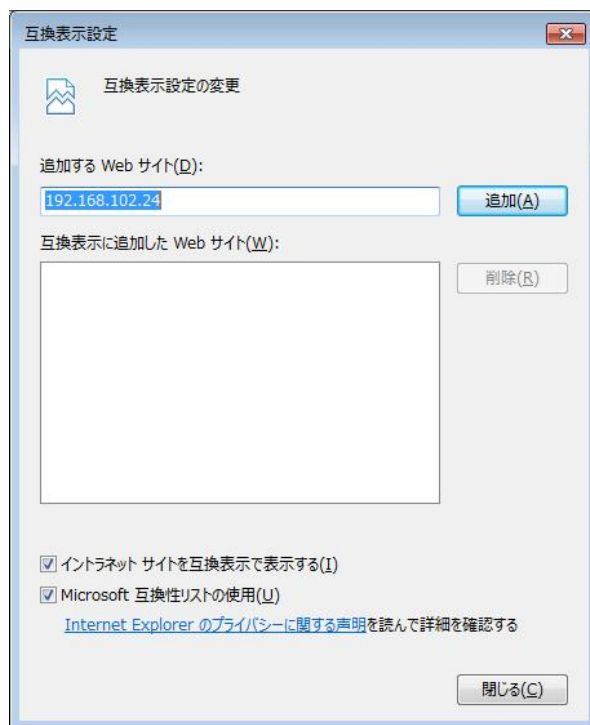 互換表示設定
互換表示設定の変更
追加する Web サイト(D):
192.168.102.24
追加(A)
互換表示に追加した Web サイト(W):
削除(R)
イントラネット サイトを互換表示で表示する(I)
Microsoft 互換性リストの使用(U)
Internet Explorer のプライバシーに関する声明を読んで詳細を確認する
閉じる(C)